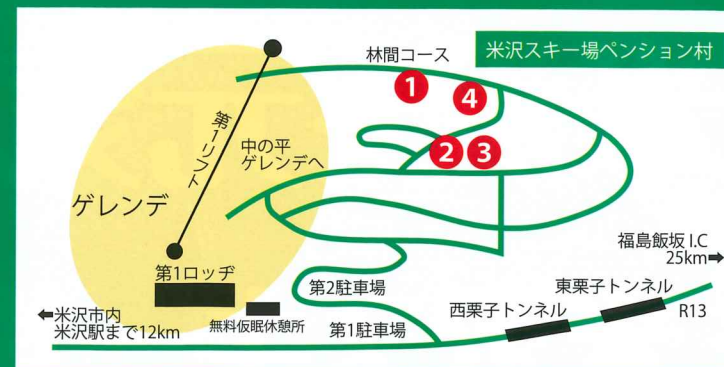 林間コース
米沢スキー場ペンション村
1
4
第1リフト
中の平
ゲレンデへ
2
3
ゲレンデ
福島飯坂 I.C
25km→
第1ロッヂ
第2駐車場
東栗子トンネル
←米沢市内
米沢駅まで12km
無料仮眠休憩所
第1駐車場
西栗子トンネル
R13